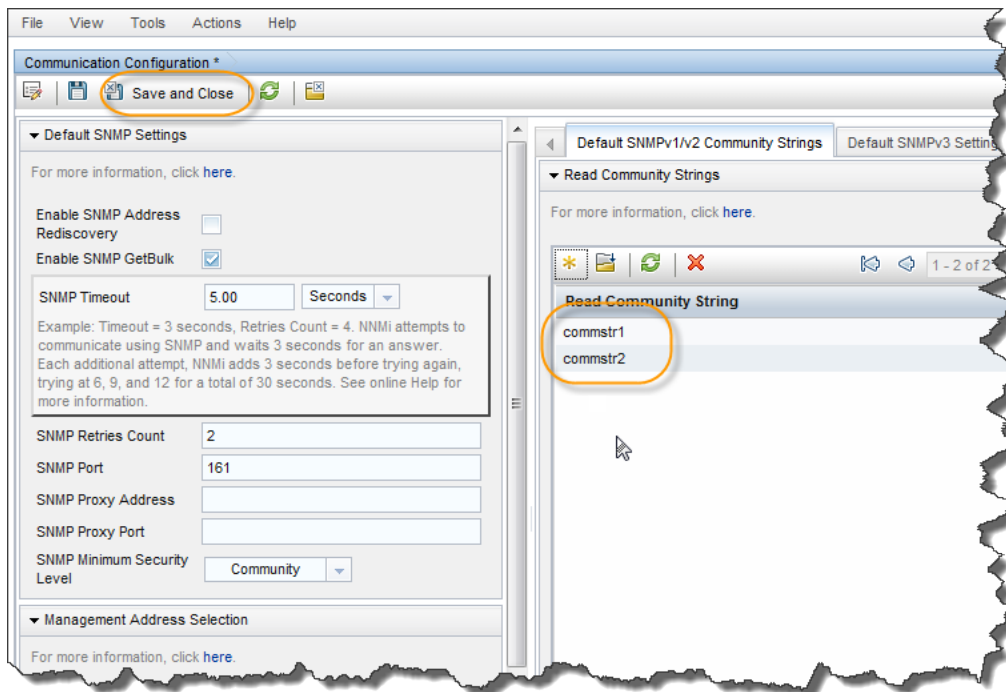 File View Tools Actions Help
Communication Configuration *
Save and Close
Default SNMP Settings
For more information, click here.
Enable SNMP Address
Rediscovery
Enable SNMP GetBulk
SNMP Timeout 5.00 Seconds
Example: Timeout = 3 seconds, Retries Count = 4. NNMi attempts to
communicate using SNMP and waits 3 seconds for an answer.
Each additional attempt, NNMi adds 3 seconds before trying again,
trying at 6, 9, and 12 for a total of 30 seconds. See online Help for
more information.
SNMP Retries Count 2
SNMP Port 161
SNMP Proxy Address
SNMP Proxy Port
SNMP Minimum Security
Level Community
Management Address Selection
For more information, click here.
Default SNMPv1/v2 Community Strings Default SNMPv3
Read Community Strings
For more information, click here.
1 - 2 of 2
Read Community String
commstr1
commstr2